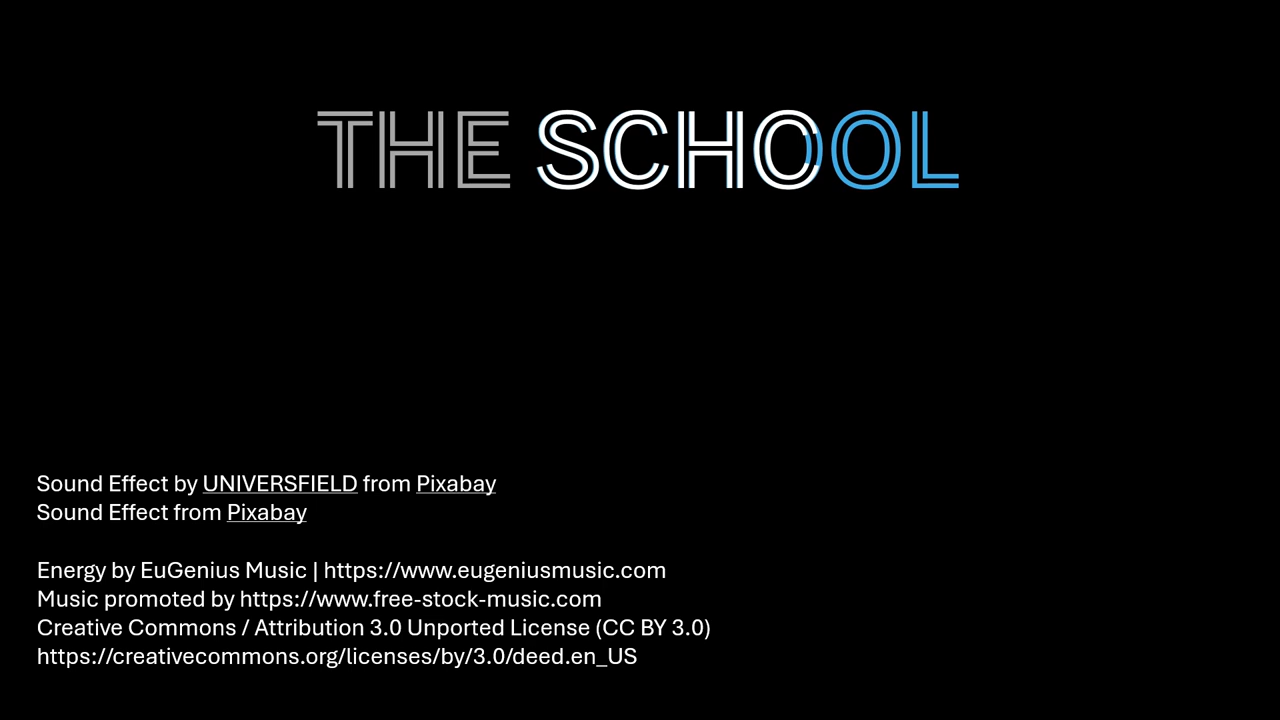 THE SCHOOL
Sound Effect by UNIVERSFIELD from Pixabay
Sound Effect from Pixabay
Energy by EuGenius Music | https://www.eugeniusmusic.com
Music promoted by https://www.free-stock-music.com
Creative Commons / Attribution 3.0 Unported License (CC BY 3.0)
https://creativecommons.org/licenses/by/3.0/deed.en_US